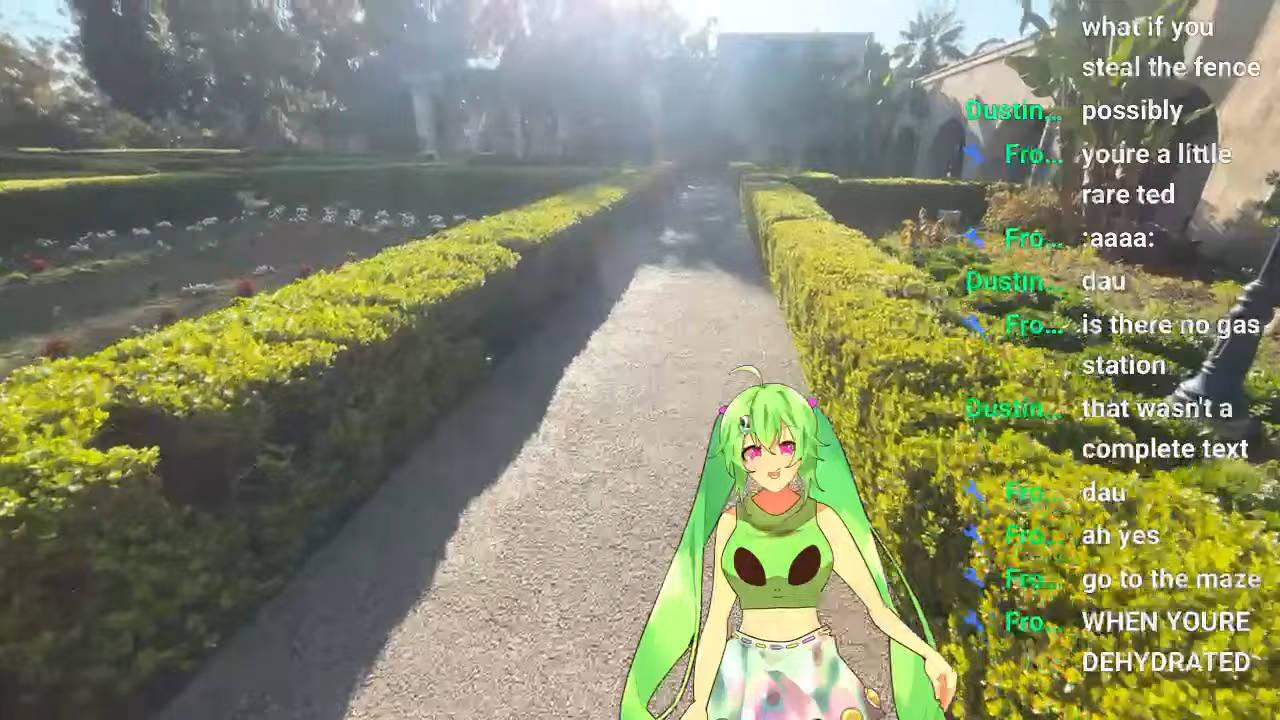 what if you
steal the fence
Dustin... possibly
Fro... youre a little
rare ted
Fro... :aaaa:
Dustin... dau
Fro... is there no gas
station
Dustin... that wasn't a
complete text
Fro... dau
Fro... ah yes
Fro... go to the maze
Fro... WHEN YOURE
DEHYDRATED